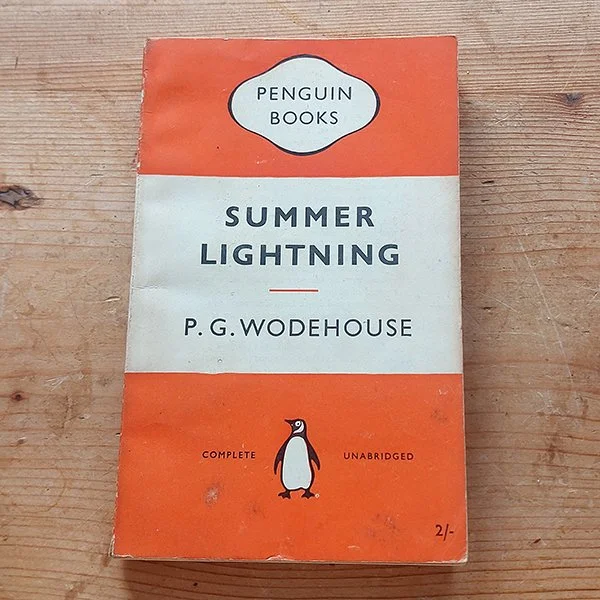 PENGUIN
BOOKS
SUMMER
LIGHTNING
P. G. WODEHOUSE
COMPLETE UNABRIDGED
2/-